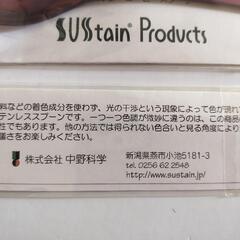 SUStain® Products
料などの着色成分を使わず、光の干渉という現象によって色が現れ
テンレススプーンです。一つ一つ色調が微妙に違うのは、この商品
性でもあります。他の方法では得られない色合いと見る角度により
議さをお楽しみください。
株式会社 中野科学
新潟県燕市小池5181-3
tel. 0256 62 2548
http://www.sustain.jp/